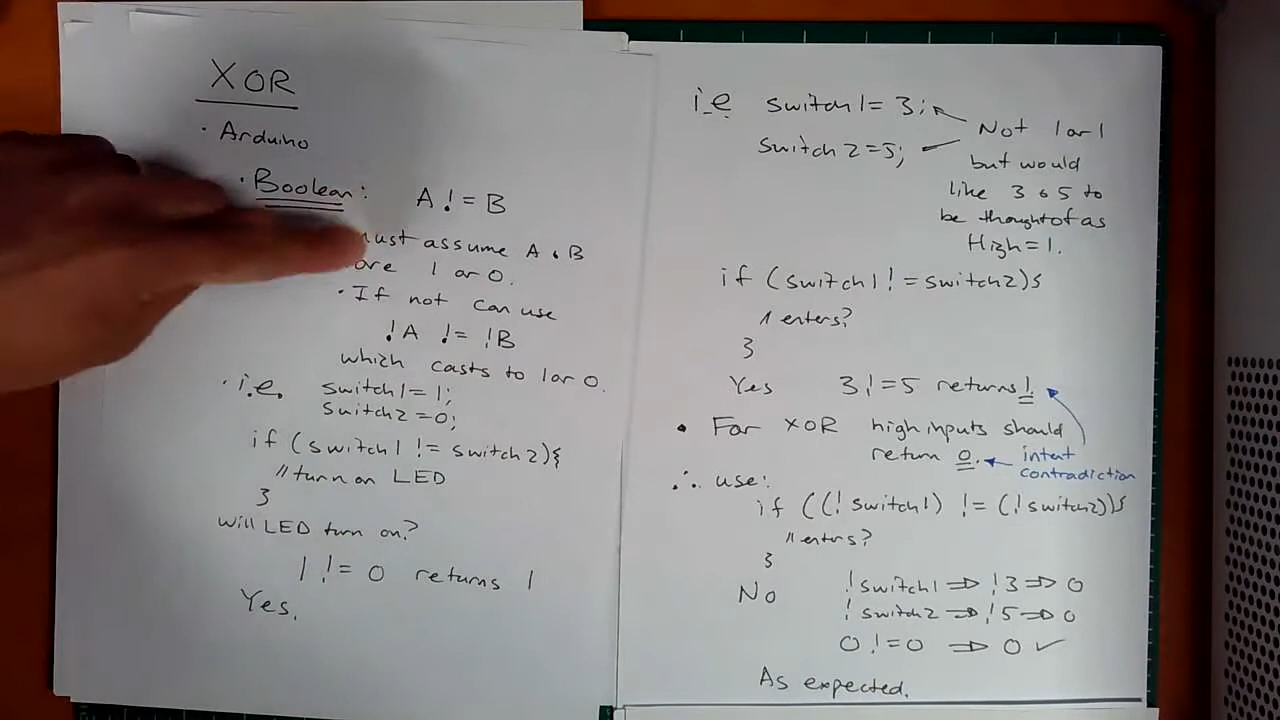 XOR
· Arduino
· Boolean: A != B
must assume A & B
are 1 or 0.
· If not can use
!A != !B
which casts to 1 or 0.
· i.e. switch1 = 1;
switch2 = 0;
if (switch1 != switch2){
//turn on LED
}
Will LED turn on?
1 != 0 returns 1
Yes.
i.e switch1 = 3;
switch2 = 5;
Not 1 or 1
but would
like 3 & 5 to
be thought of as
High = 1.
if (switch1 != switch2){
// enters?
}
Yes 3 != 5 returns 1
• For XOR high inputs should
return 0. ← intent
contradiction
∴ use:
if ((!switch1) != (!switch2)){
// enters?
}
No !switch1 ⇒ !3 ⇒ 0
!switch2 ⇒ !5 ⇒ 0
0 != 0 ⇒ 0 ✓
As expected.